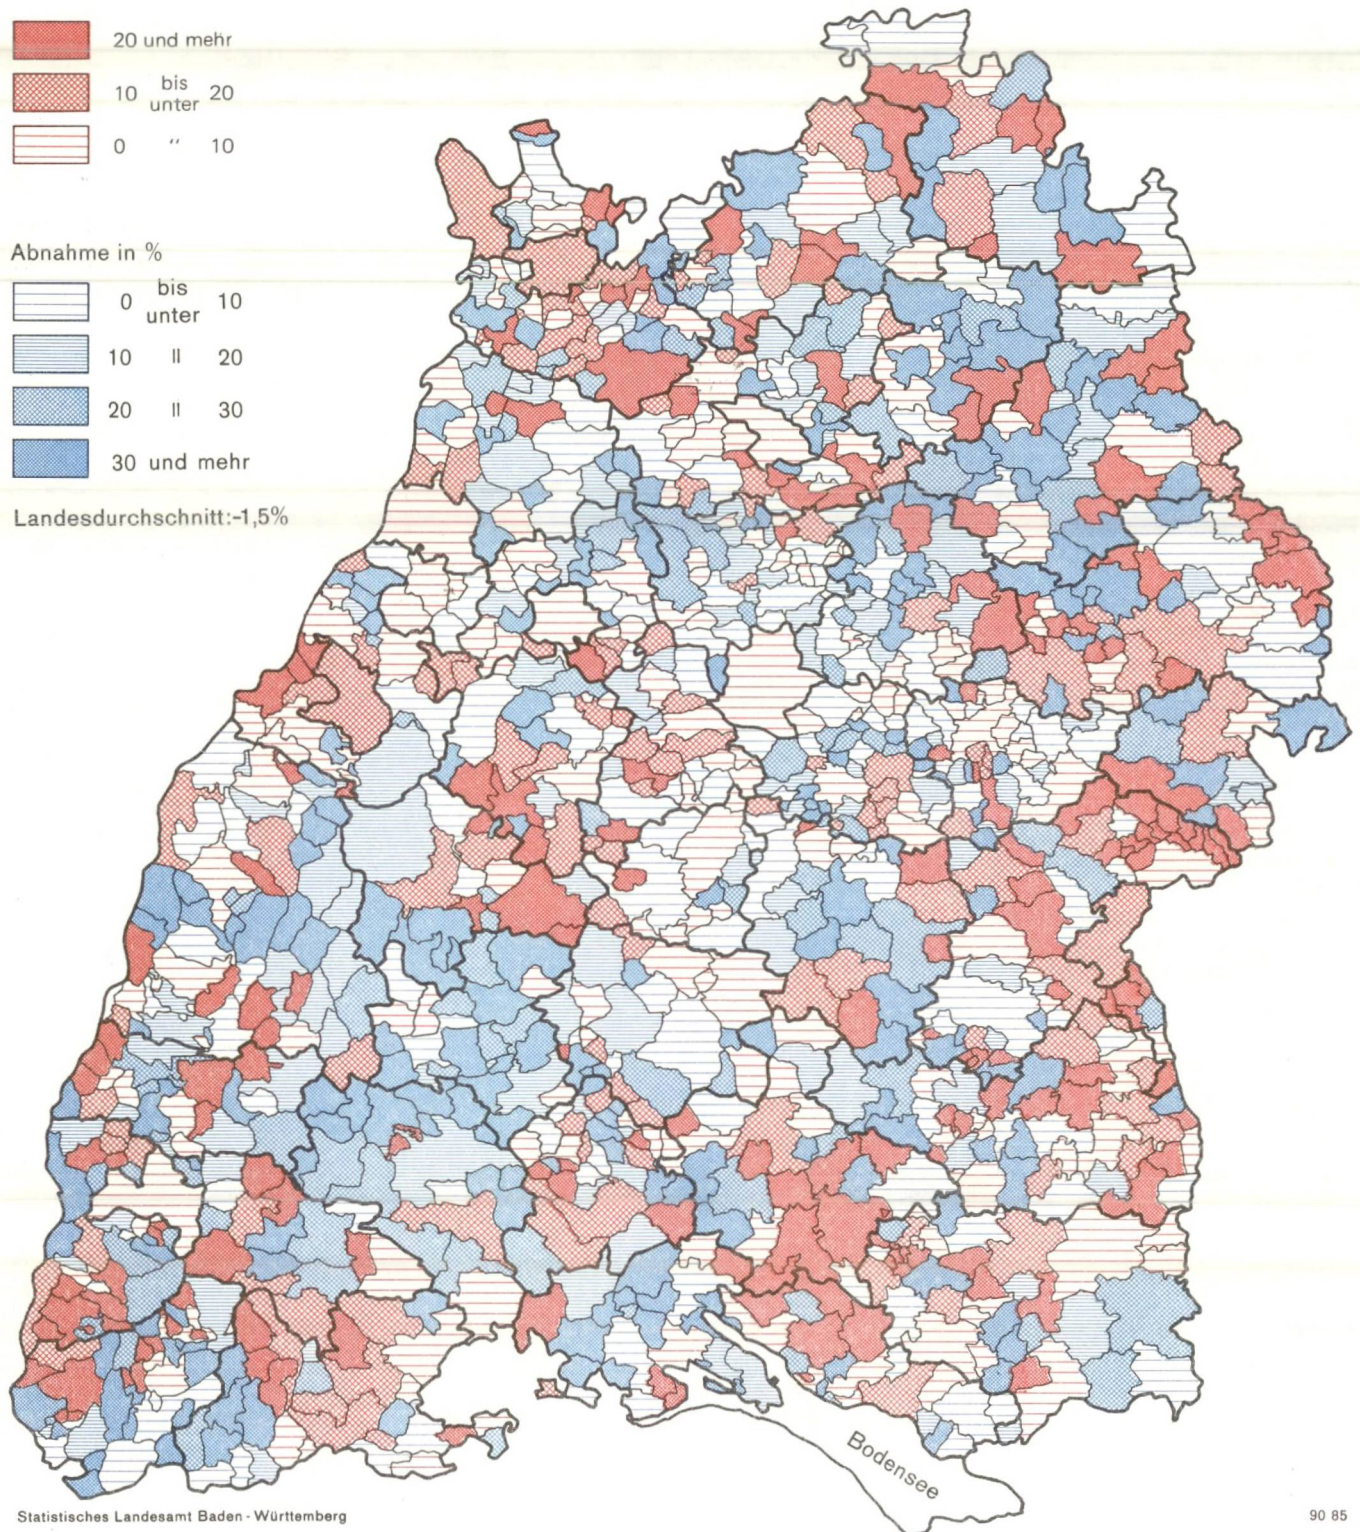 20 und mehr
10 bis unter 20
0 " 10
Abnahme in %
0 bis unter 10
10 " 20
20 " 30
30 und mehr
Landesdurchschnitt:-1,5%
Bodensee
Statistisches Landesamt Baden-Württemberg
90 85